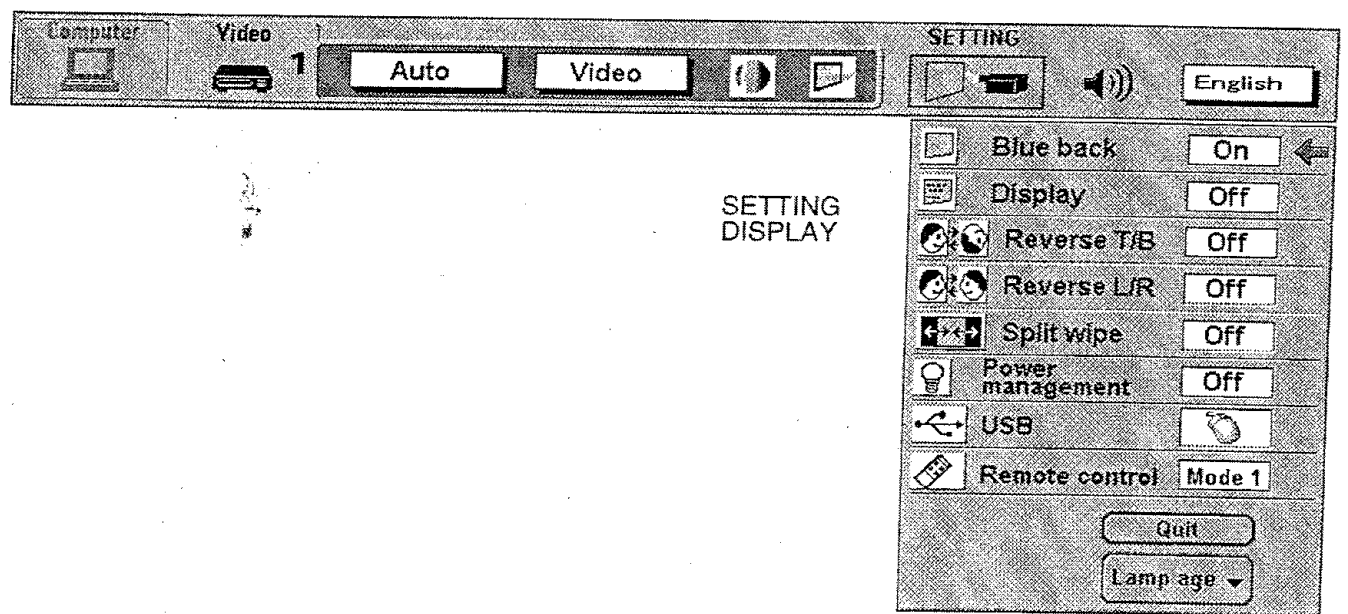 Computer Video SETTING
1 Auto Video English
Blue back On
SETTING
DISPLAY
Display Off
Reverse T/B Off
Reverse L/R Off
Split wipe Off
Power
management Off
USB
Remote control Mode 1
Quit
Lamp age